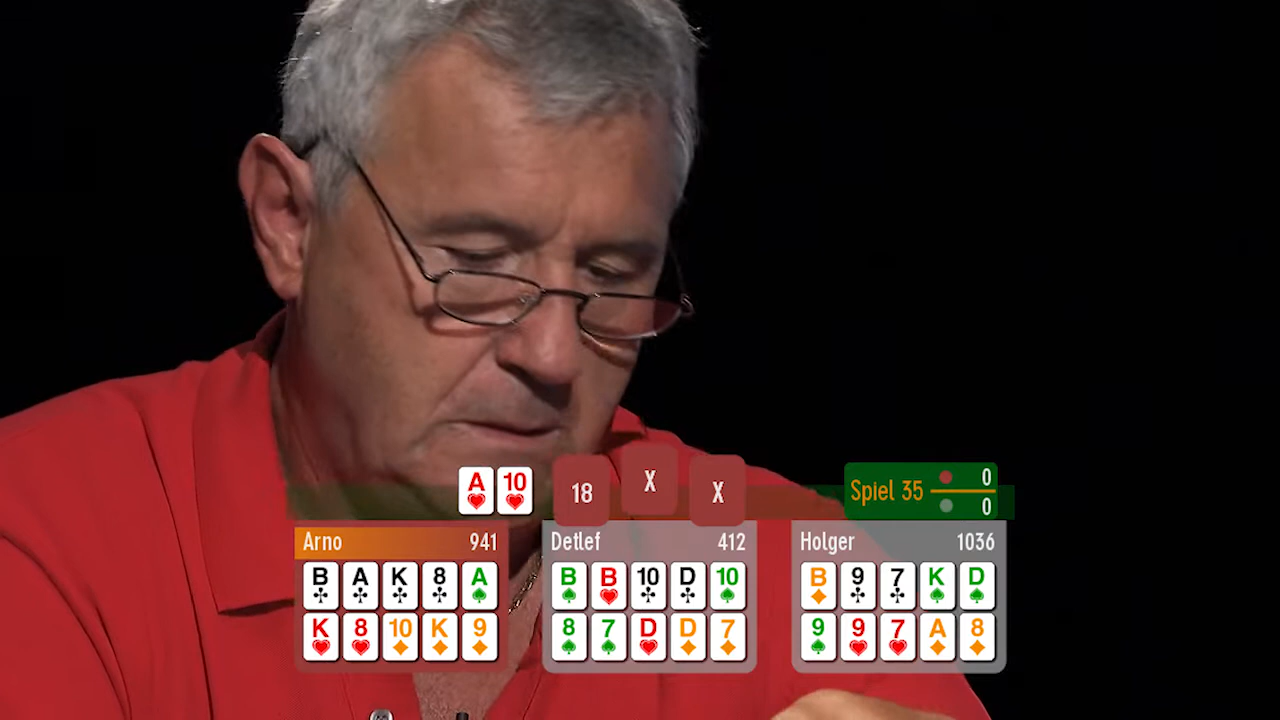 A 10
18 X X
Spiel 35 0
0
Arno 941
B A K 8 A
K 8 10 K 9
Detlef 412
B B 10 D 10
8 7 D D 7
Holger 1036
B 9 7 K D
9 9 7 A 8